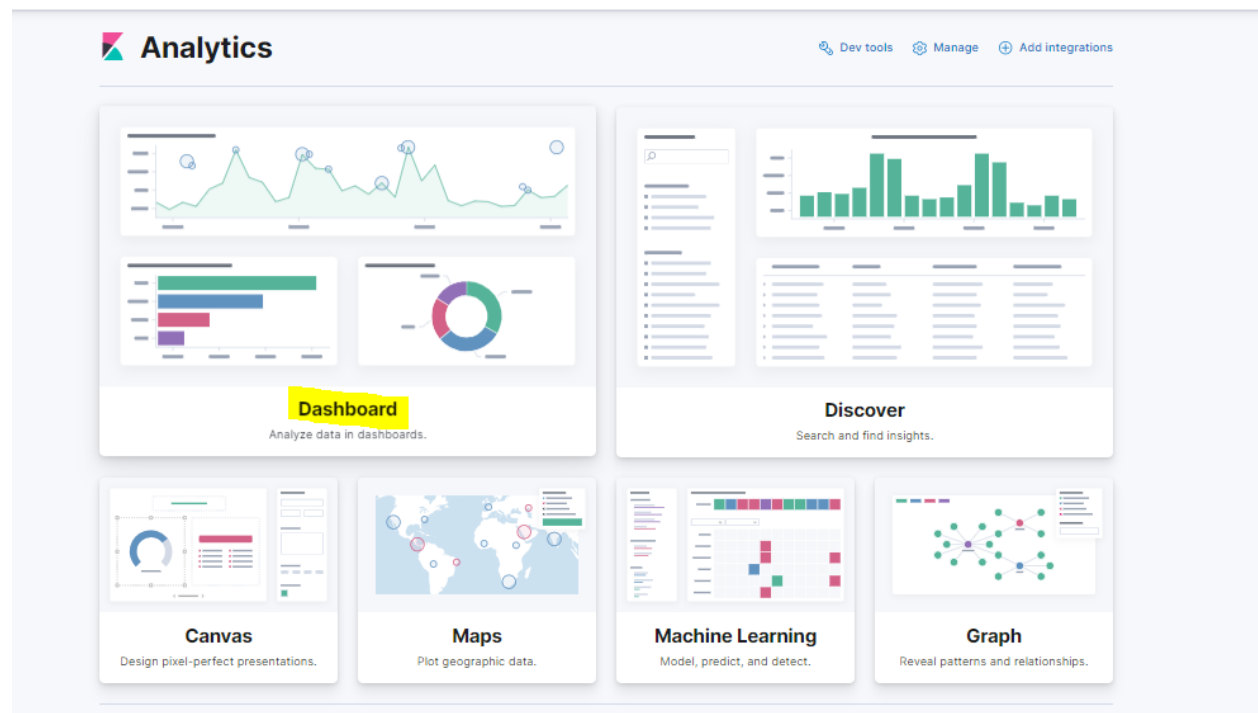 Analytics
Dev tools Manage Add integrations
Dashboard
Analyze data in dashboards.
Discover
Search and find insights.
Canvas
Design pixel-perfect presentations.
Maps
Plot geographic data.
Machine Learning
Model, predict, and detect.
Graph
Reveal patterns and relationships.